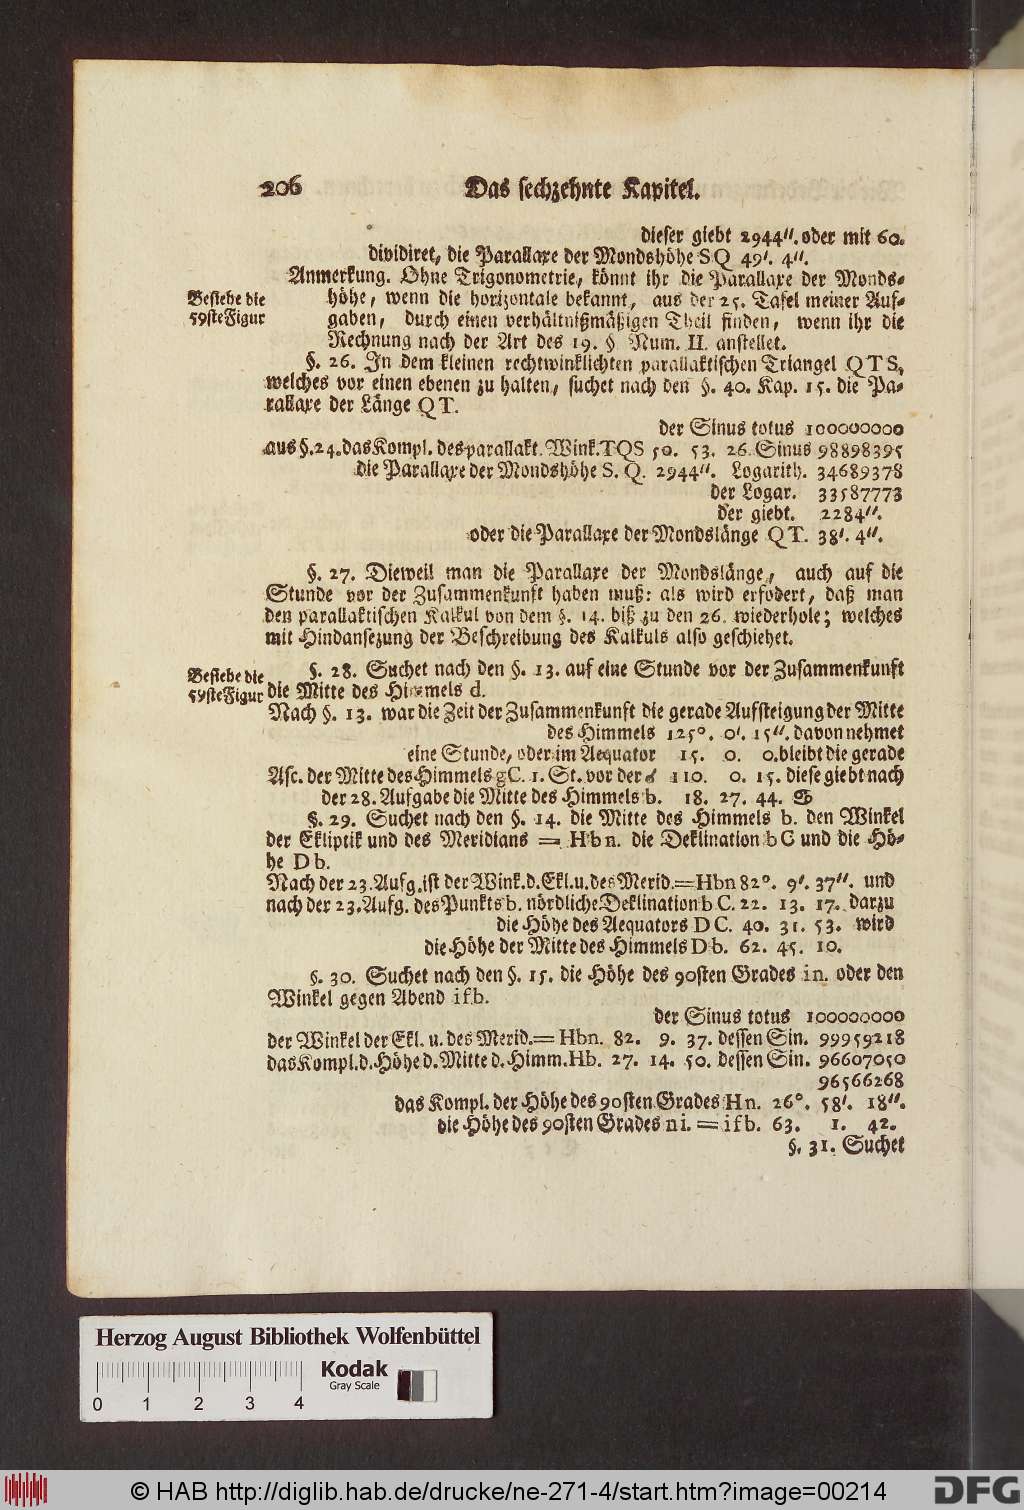 206 Das sechzehnte Kapitel.
dieser giebt 2944″. oder mit 60.
dividiret, die Parallaxe der Mondshöhe S Q 49′. 4″.
Anmerkung. Ohne Trigonometrie, könnt ihr die Parallaxe der Monds-
Besiehe die
59ste Figur
höhe, wenn die horizontale bekannt, aus der 25. Tafel meiner Auf-
gaben, durch einen verhältnißmäßigen Theil finden, wenn ihr die
Rechnung nach der Art des 19. § Num. II. anstellet.
§. 26. In dem kleinen rechtwinklichten parallaktischen Triangel Q T S,
welches vor einen ebenen zu halten, suchet nach den §. 40. Kap. 15. die Pa-
rallaxe der Länge Q T.
der Sinus totus 100000000
aus §. 24. das Kompl. des parallakt. Wink. TQS 50. 53. 26. Sinus 98898395
die Parallaxe der Mondshöhe S. Q. 2944″. Logarith. 34689378
der Logar. 33587773
der giebt. 2284″.
oder die Parallaxe der Mondslänge Q T. 38′. 4″.
§. 27. Dieweil man die Parallaxe der Mondslänge, auch auf die
Stunde vor der Zusammenkunft haben muß: als wird erfodert, daß man
den parallaktischen Kalkul von dem §. 14. biß zu den 26. wiederhole; welches
mit Hindansezung der Beschreibung des Kalkuls also geschiehet.
Besiehe die
59ste Figur
§. 28. Suchet nach den §. 13. auf eine Stunde vor der Zusammenkunft
die Mitte des Himmels d.
Nach §. 13. war die Zeit der Zusammenkunft die gerade Aufsteigung der Mitte
des Himmels 125°. 0′. 15″. davon nehmet
eine Stunde, oder im Aequator 15. 0. 0. bleibt die gerade
Asc. der Mitte des Himmels gC. 1. St. vor der ☌ 110. 0. 15. diese giebt nach
der 28. Aufgabe die Mitte des Himmels b. 18. 27. 44. ♋
§. 29. Suchet nach den §. 14. die Mitte des Himmels b. den Winkel
der Ekliptik und des Meridians = Hbn. die Deklination b C und die Hö-
he D b.
Nach der 23. Aufg. ist der Wink. d. Ekl. u. des Merid. = Hbn 82°. 9′. 37″. und
nach der 23. Aufg. des Punkts b. nördliche Deklination b C. 22. 13. 17. darzu
die Höhe des Aequators D C. 40. 31. 53. wird
die Höhe der Mitte des Himmels D b. 62. 45. 10.
§. 30. Suchet nach den §. 15. die Höhe des 90sten Grades in. oder den
Winkel gegen Abend ifb.
der Sinus totus 100000000
der Winkel der Ekl. u. des Merid. = Hbn. 82. 9. 37. dessen Sin. 99959218
das Kompl. d. Höhe d. Mitte d. Himm. Hb. 27. 14. 50. dessen Sin. 96607050
96566268
das Kompl. der Höhe des 90sten Grades Hn. 26°. 58′. 18″.
die Höhe des 90sten Grades ni. = ifb. 63. 1. 42.
§. 31. Suchet
Herzog August Bibliothek Wolfenbüttel
Kodak
Gray Scale
0 1 2 3 4
© HAB http://diglib.hab.de/drucke/ne-271-4/start.htm?image=00214
DFG